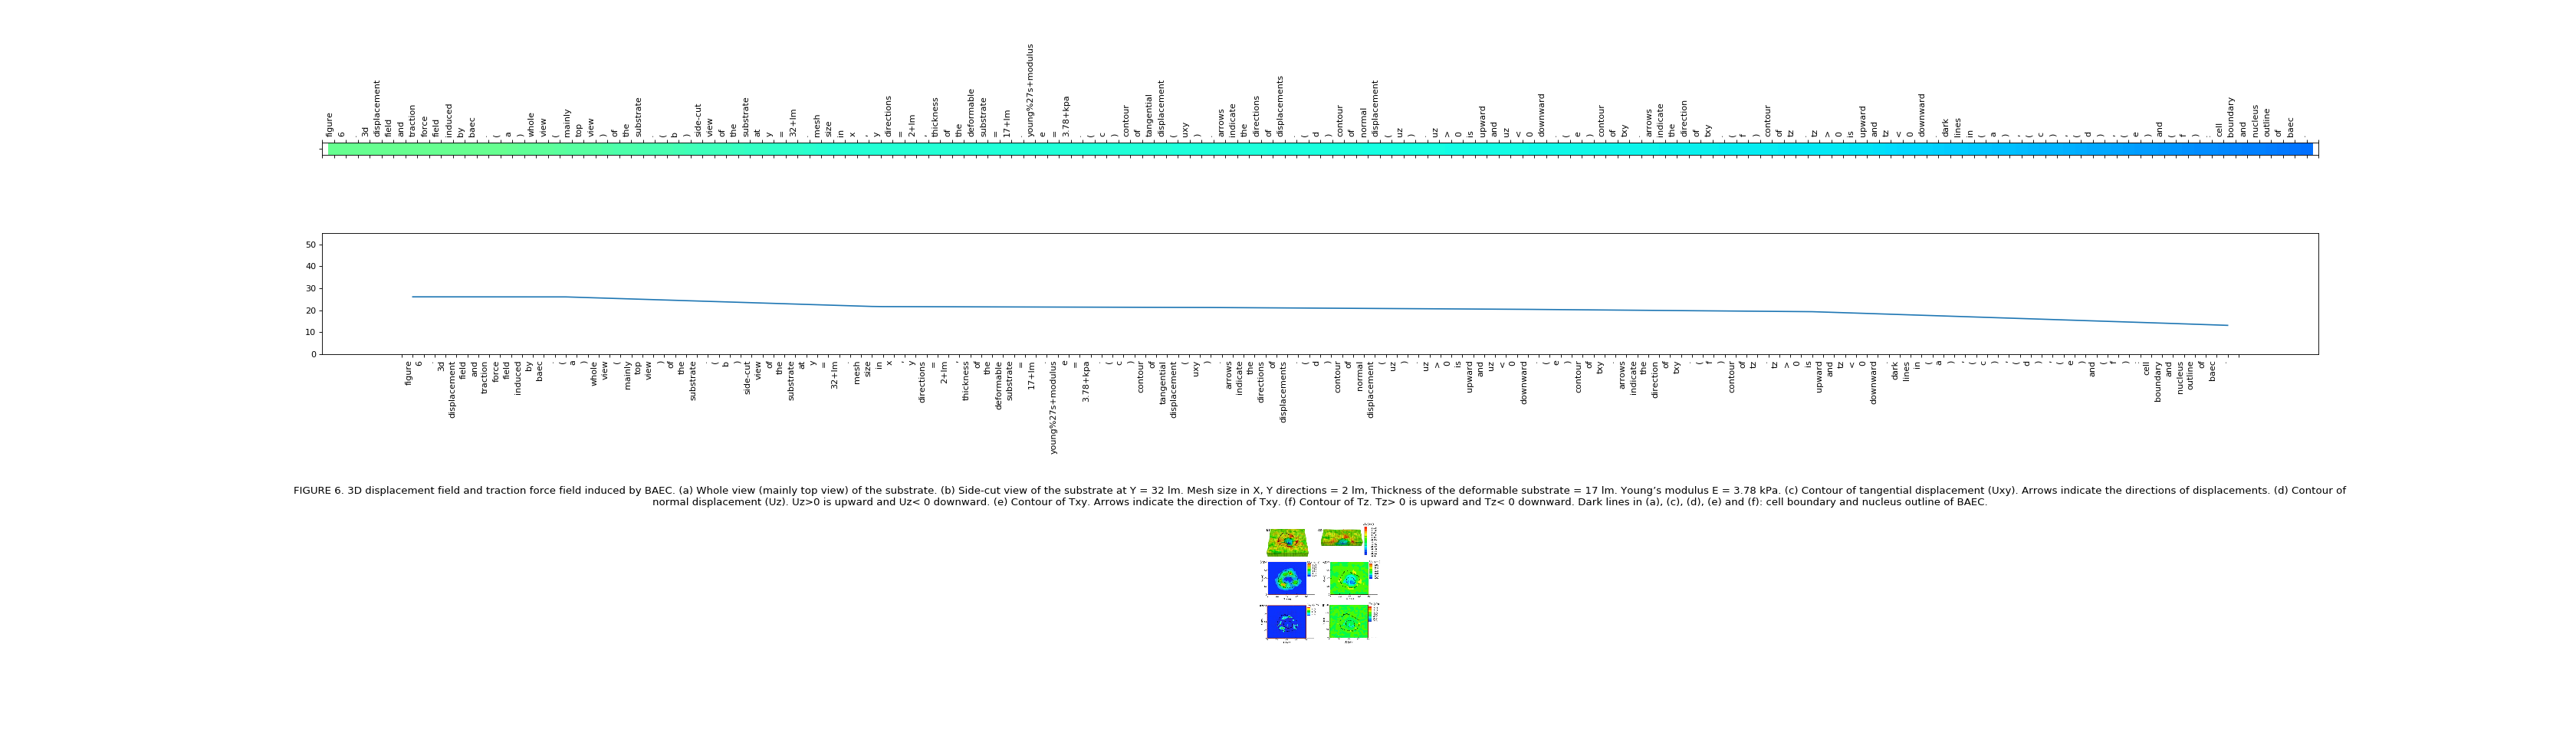 figure 6 . 3d displacement field and traction force field induced by baec . ( a ) whole view ( mainly top view ) of the substrate . ( b ) side-cut view of the substrate at y = 32+lm . mesh size in x , y directions = 2+lm , thickness of the deformable substrate = 17+lm . young%27s+modulus e = 3.78+kpa . ( c ) contour of tangential displacement ( uxy ) . arrows indicate the directions of displacements . ( d ) contour of normal displacement ( uz ) . uz > 0 is upward and uz < 0 downward . ( e ) contour of txy . arrows indicate the direction of txy . ( f ) contour of tz . tz > 0 is upward and tz < 0 downward . dark lines in ( a ) , ( c ) , ( d ) , ( e ) and ( f ) : cell boundary and nucleus outline of baec .
50
40
30
20
10
0
figure 6 . 3d displacement field and traction force field induced by baec . ( a ) whole view ( mainly top view ) of the substrate . ( b ) side-cut view of the substrate at y = 32+lm . mesh size in x , y directions = 2+lm , thickness of the deformable substrate = 17+lm . young%27s+modulus e = 3.78+kpa . ( c ) contour of tangential displacement ( uxy ) . arrows indicate the directions of displacements . ( d ) contour of normal displacement ( uz ) . uz > 0 is upward and uz < 0 downward . ( e ) contour of txy . arrows indicate the direction of txy . ( f ) contour of tz . tz > 0 is upward and tz < 0 downward . dark lines in ( a ) , ( c ) , ( d ) , ( e ) and ( f ) : cell boundary and nucleus outline of baec .
FIGURE 6. 3D displacement field and traction force field induced by BAEC. (a) Whole view (mainly top view) of the substrate. (b) Side-cut view of the substrate at Y = 32 lm. Mesh size in X, Y directions = 2 lm, Thickness of the deformable substrate = 17 lm. Young’s modulus E = 3.78 kPa. (c) Contour of tangential displacement (Uxy). Arrows indicate the directions of displacements. (d) Contour of
normal displacement (Uz). Uz>0 is upward and Uz< 0 downward. (e) Contour of Txy. Arrows indicate the direction of Txy. (f) Contour of Tz. Tz> 0 is upward and Tz< 0 downward. Dark lines in (a), (c), (d), (e) and (f): cell boundary and nucleus outline of BAEC.